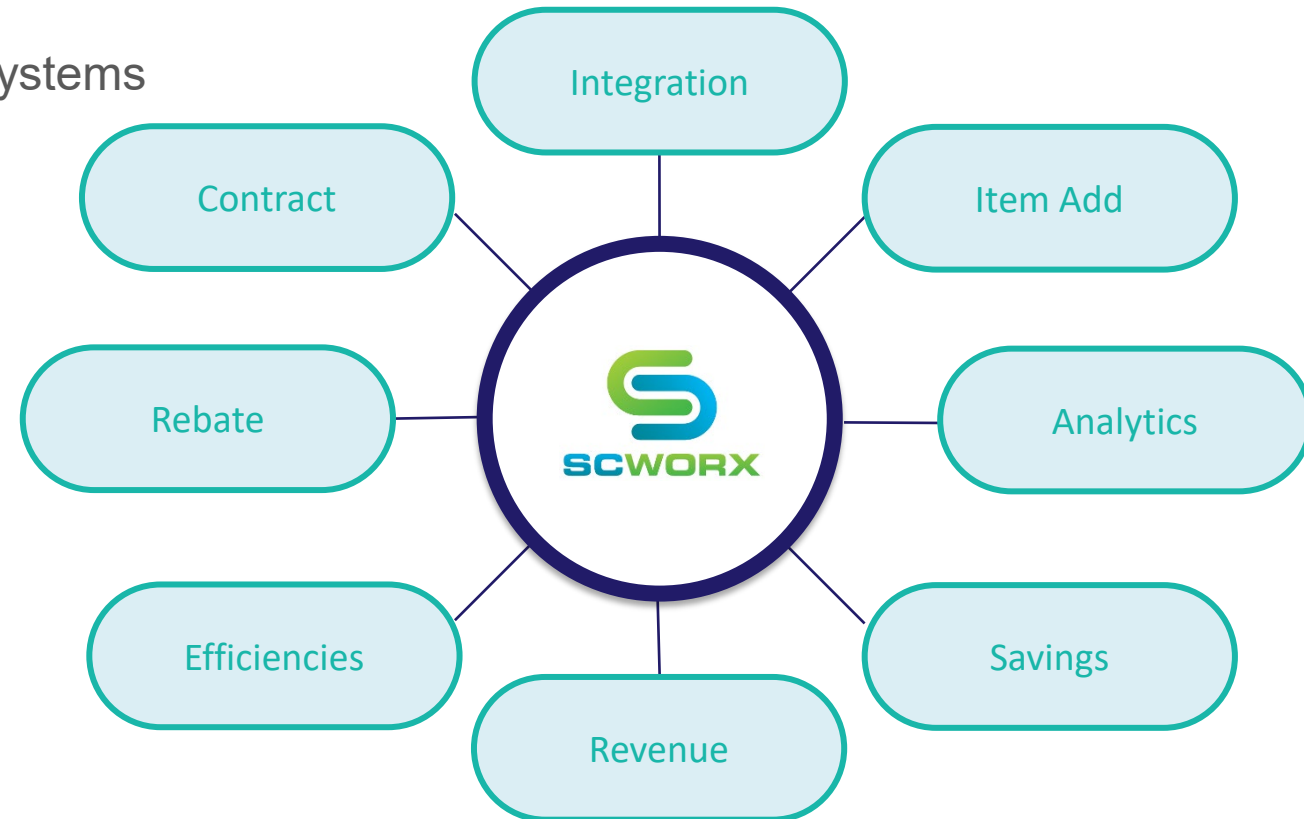 ystems
Integration
Contract
Item Add
SCWORX
Rebate
Analytics
Efficiencies
Savings
Revenue